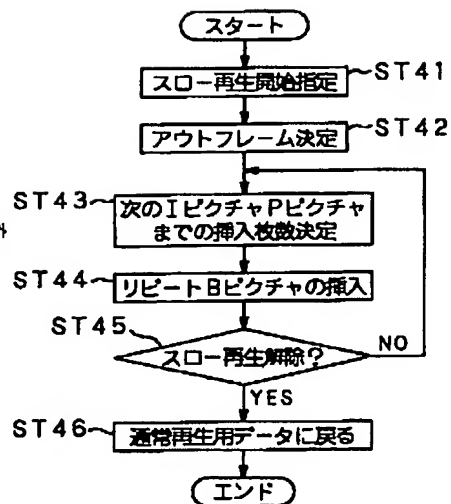 スタート
スロー再生開始指定
ST41
アウトフレーム決定
ST42
ST43
次のIピクチャPピクチャ
までの挿入枚数決定
ST44
リピートBピクチャの挿入
ST45
スロー再生解除?
NO
YES
ST46
通常再生用データに戻る
エンド